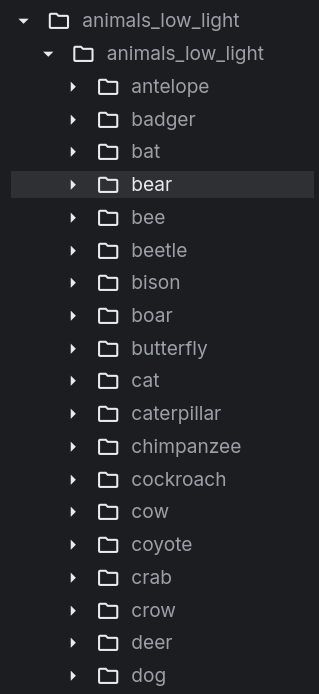 animals_low_light
animals_low_light
antelope
badger
bat
bear
bee
beetle
bison
boar
butterfly
cat
caterpillar
chimpanzee
cockroach
cow
coyote
crab
crow
deer
dog